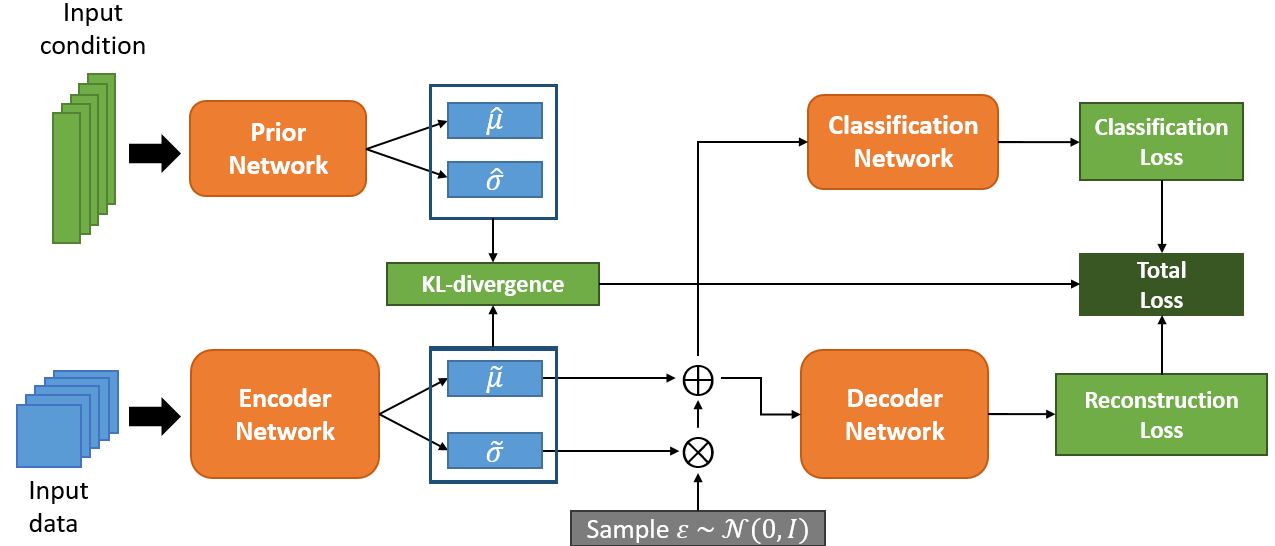 Input
condition
Prior
Network
μ̂
σ̂
Classification
Network
Classification
Loss
KL-divergence
Total
Loss
Encoder
Network
μ̃
σ̃
⊕
⊗
Decoder
Network
Reconstruction
Loss
Input
data
Sample ε ~ 𝒩(0, I)